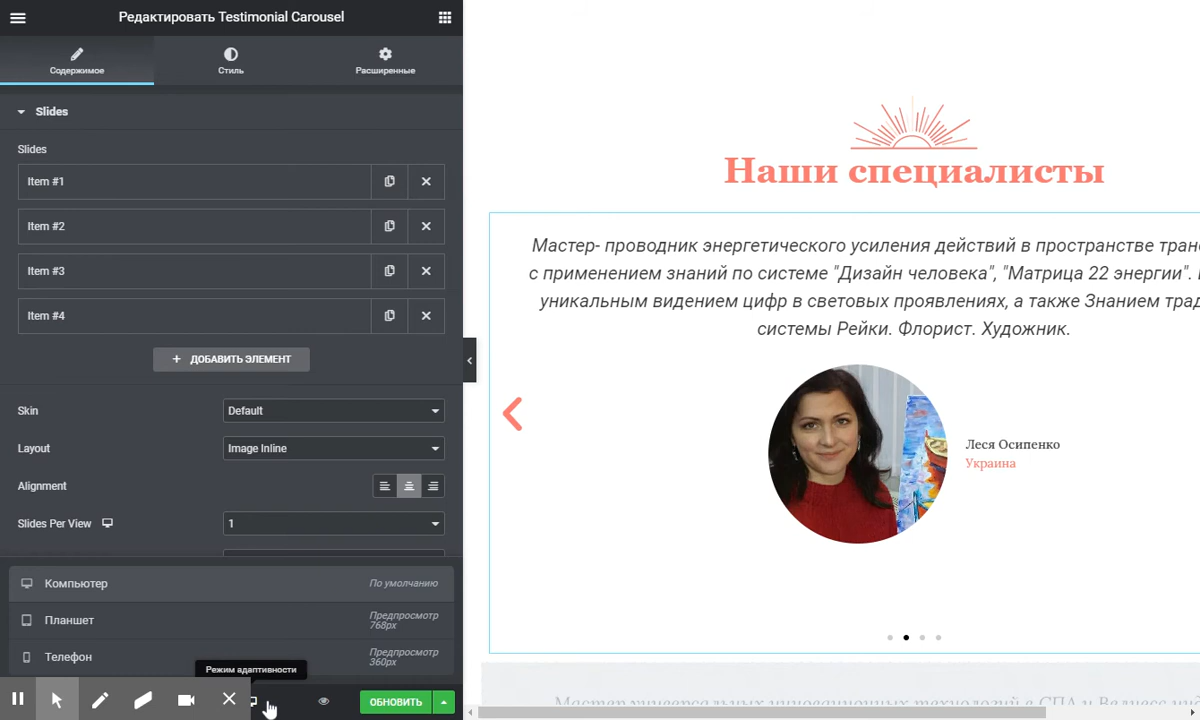 Редактировать Testimonial Carousel
Содержимое
Стиль
Расширенные
Slides
Slides
Item #1
Item #2
Item #3
Item #4
+ ДОБАВИТЬ ЭЛЕМЕНТ
Skin
Default
Layout
Image Inline
Alignment
Slides Per View
1
Компьютер
По умолчанию
Планшет
Предпросмотр
768px
Телефон
Предпросмотр
360px
Режим адаптивности
ОБНОВИТЬ
Наши специалисты
Мастер- проводник энергетического усиления действий в пространстве
с применением знаний по системе "Дизайн человека", "Матрица 22 энергии".
уникальным видением цифр в световых проявлениях, а также Знанием
системы Рейки. Флорист. Художник.
Леся Осипенко
Украина